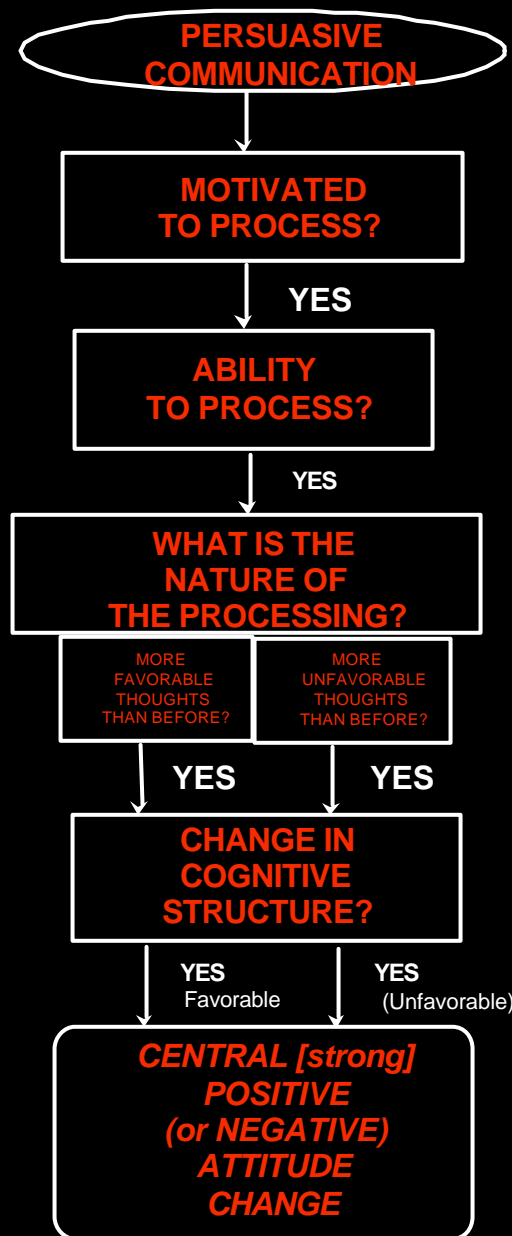 PERSUASIVE
COMMUNICATION
MOTIVATED
TO PROCESS?
YES
ABILITY
TO PROCESS?
YES
WHAT IS THE
NATURE OF
THE PROCESSING?
MORE
FAVORABLE
THOUGHTS
THAN BEFORE?
MORE
UNFAVORABLE
THOUGHTS
THAN BEFORE?
YES
YES
CHANGE IN
COGNITIVE
STRUCTURE?
YES
Favorable
YES
(Unfavorable)
CENTRAL [strong]
POSITIVE
(or NEGATIVE)
ATTITUDE
CHANGE